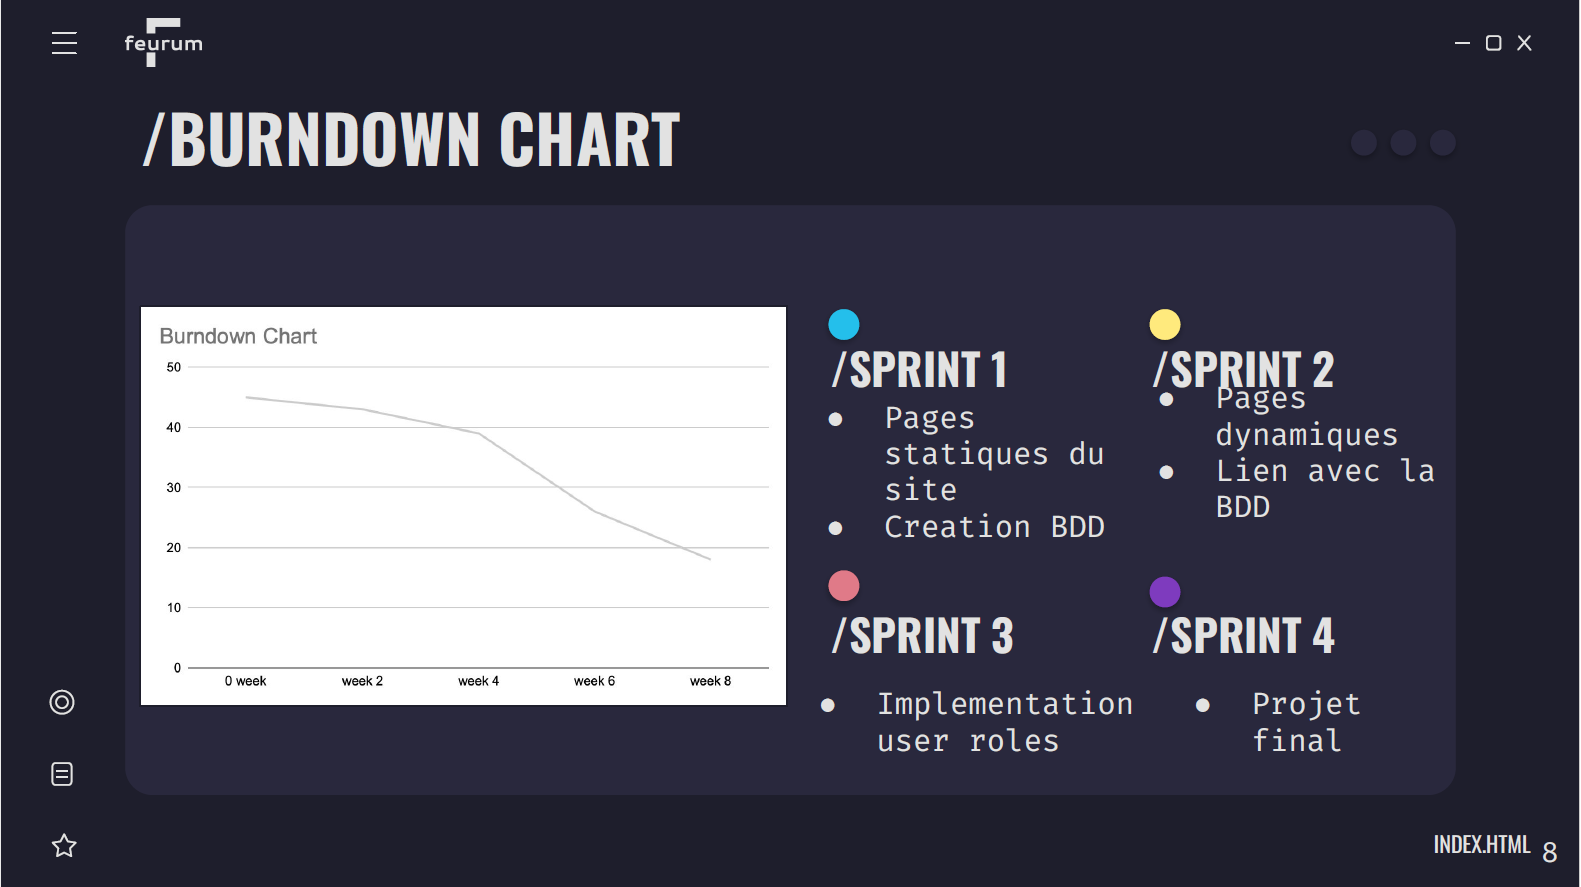 feurum
/BURNDOWN CHART
Burndown Chart
50
40
30
20
10
0
0 week
week 2
week 4
week 6
week 8
/SPRINT 1
● Pages
statiques du
site
● Creation BDD
/SPRINT 2
● Pages
dynamiques
● Lien avec la
BDD
/SPRINT 3
● Implementation
user roles
/SPRINT 4
● Projet
final
INDEX.HTML
8